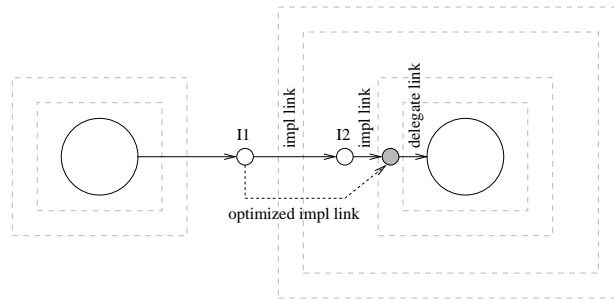 I1
impl link
I2
impl link
delegate link
optimized impl link